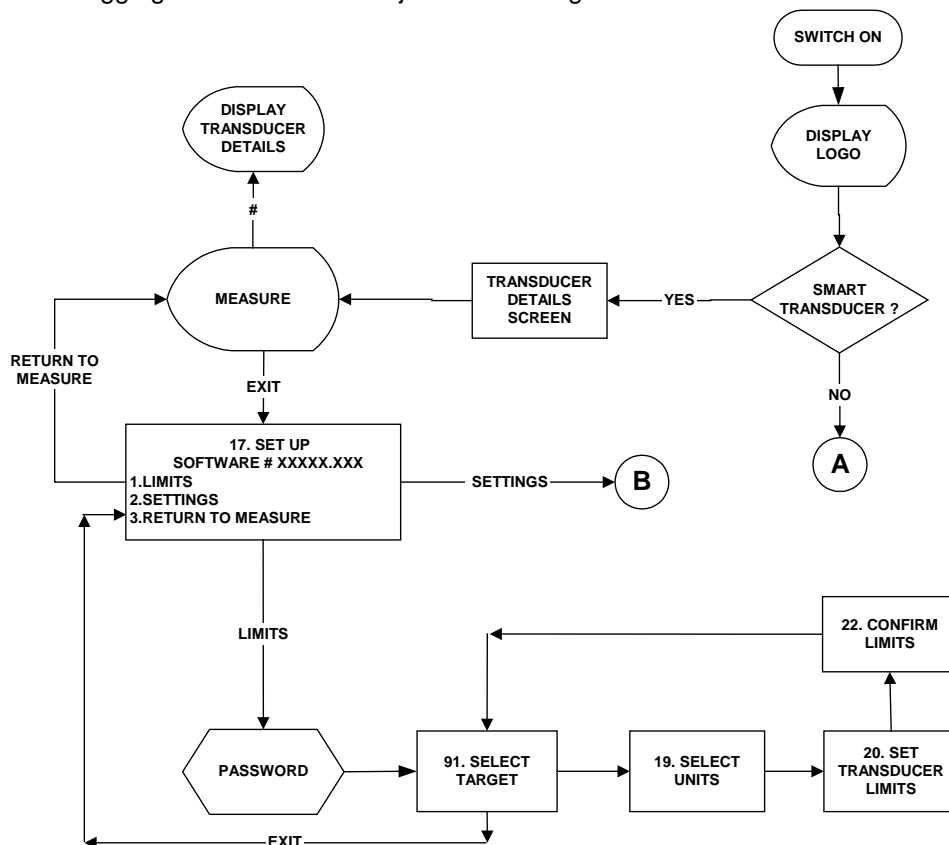 SWITCH ON
DISPLAY
TRANSDUCER
DETAILS
DISPLAY
LOGO
#
MEASURE
TRANSDUCER
DETAILS
SCREEN
YES
SMART
TRANSDUCER ?
RETURN TO
MEASURE
EXIT
NO
17. SET UP
SOFTWARE # XXXXX.XXX
1.LIMITS
2.SETTINGS
3.RETURN TO MEASURE
SETTINGS
B
A
LIMITS
22. CONFIRM
LIMITS
PASSWORD
91. SELECT
TARGET
19. SELECT
UNITS
20. SET
TRANSDUCER
LIMITS
EXIT